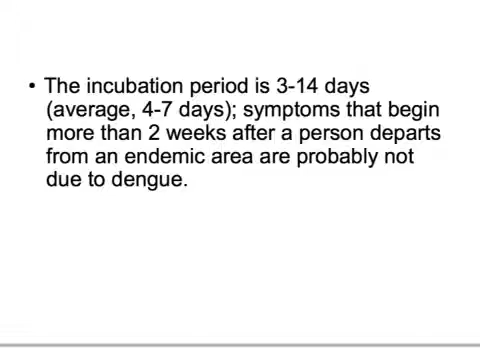 • The incubation period is 3-14 days
(average, 4-7 days); symptoms that begin
more than 2 weeks after a person departs
from an endemic area are probably not
due to dengue.